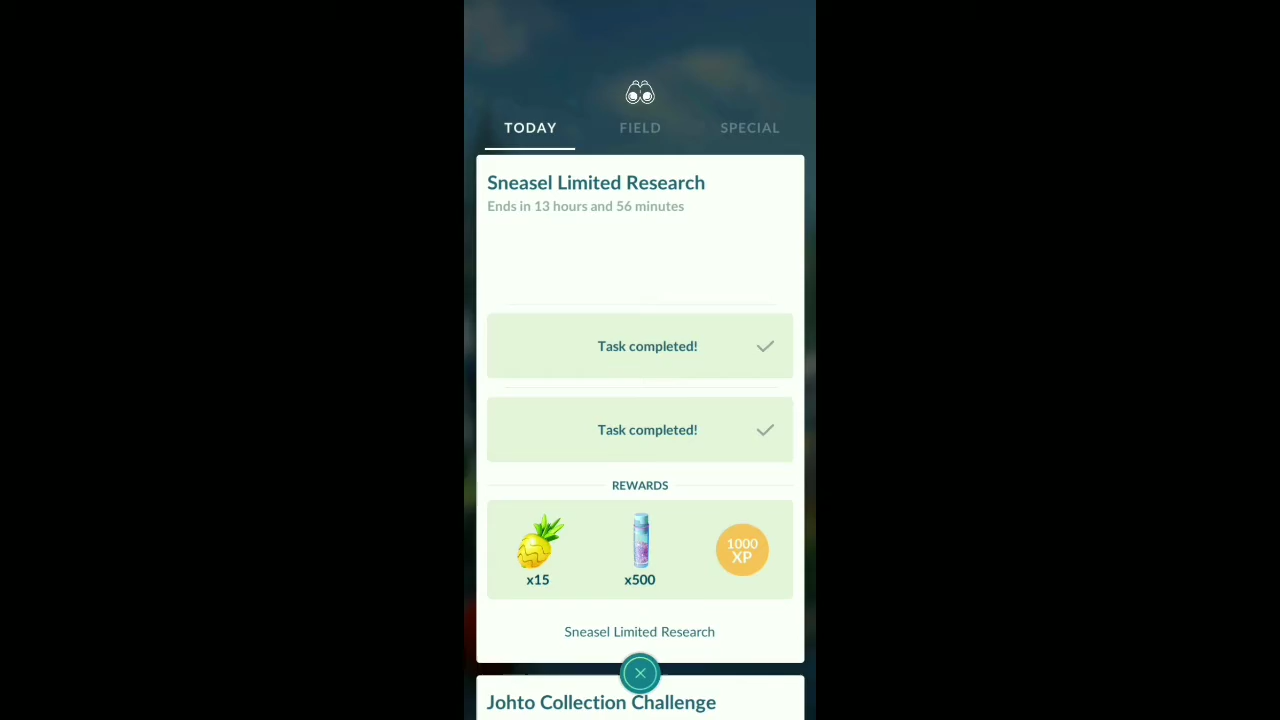 TODAY FIELD SPECIAL
Sneasel Limited Research
Ends in 13 hours and 56 minutes
Task completed!
Task completed!
REWARDS
1000
XP
x15 x500
Sneasel Limited Research
Johto Collection Challenge